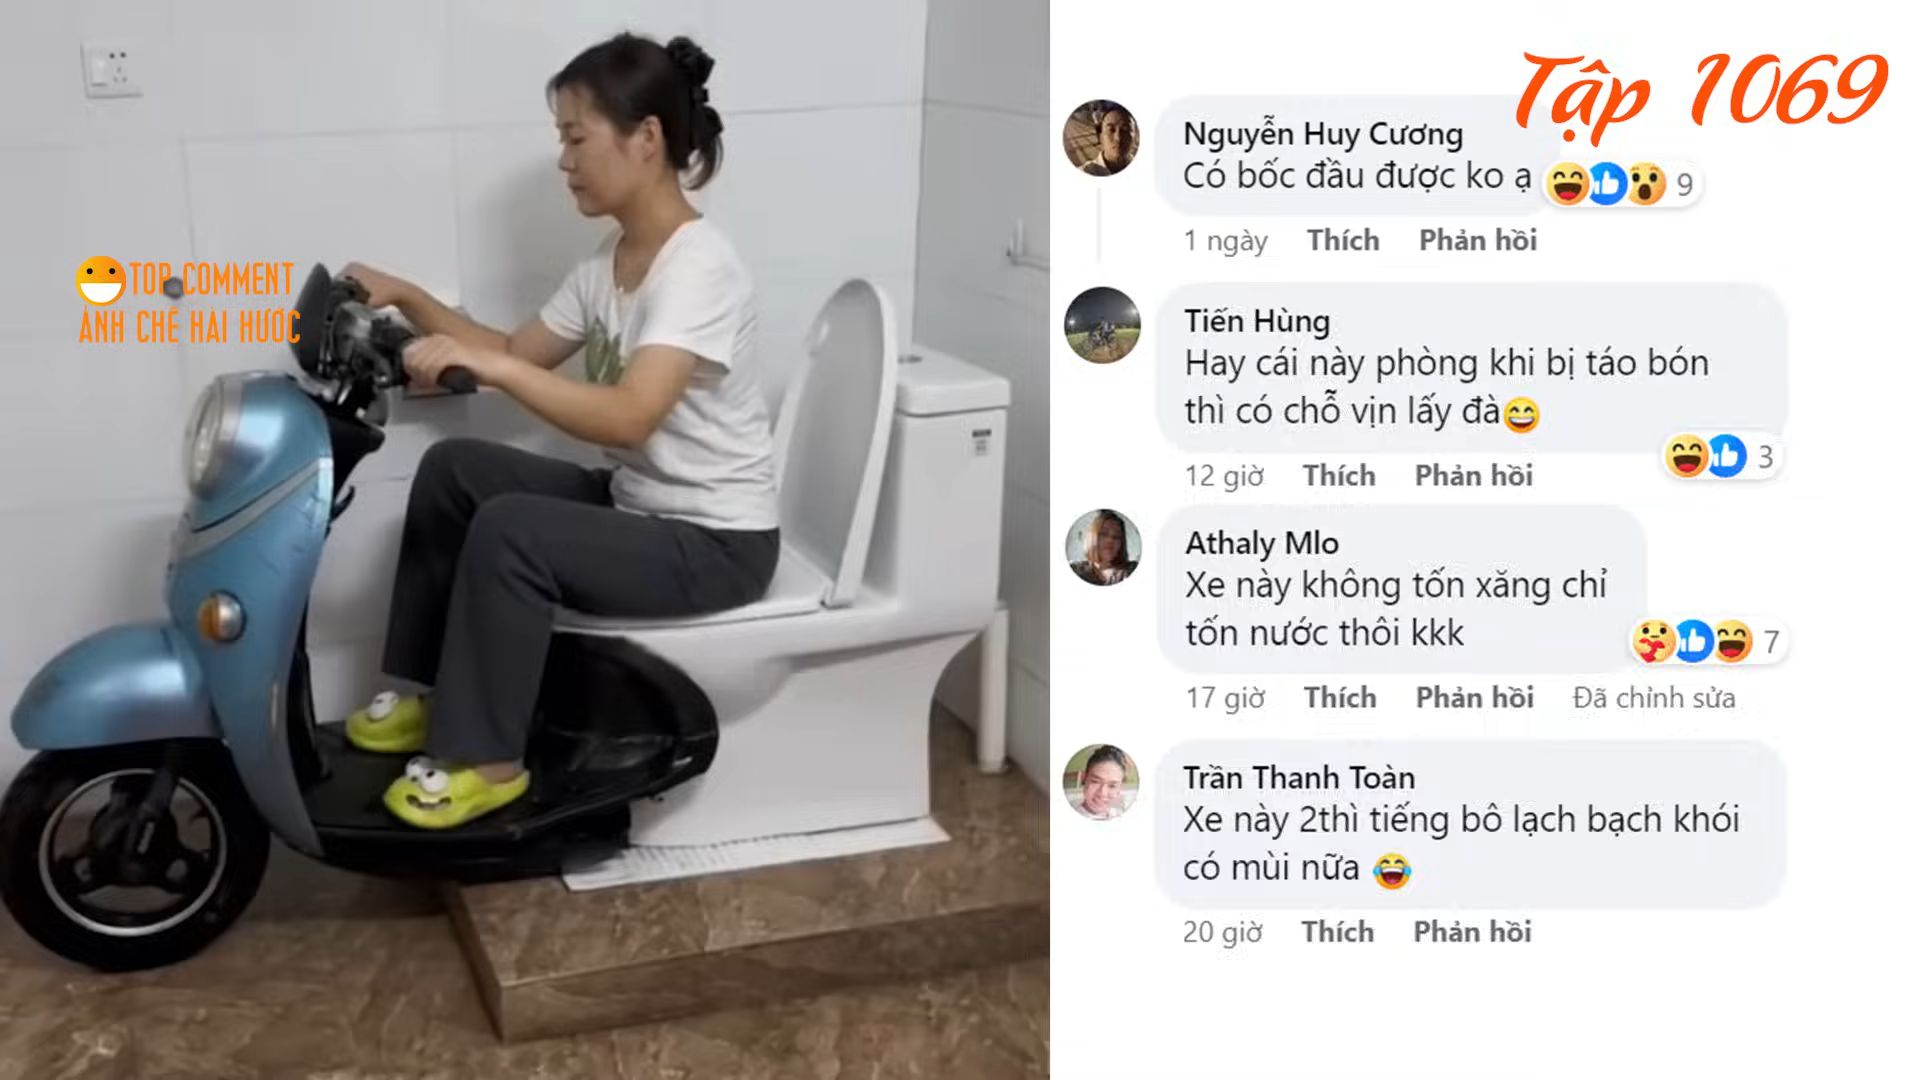 TOP COMMENT
ẢNH CHẾ HÀI HƯỚC
Tập 1069
Nguyễn Huy Cương
Có bốc đầu được ko ạ
9
1 ngày Thích Phản hồi
Tiến Hùng
Hay cái này phòng khi bị táo bón
thì có chỗ vịn lấy đà😄
3
12 giờ Thích Phản hồi
Athaly Mlo
Xe này không tốn xăng chỉ
tốn nước thôi kkk
7
17 giờ Thích Phản hồi Đã chỉnh sửa
Trần Thanh Toàn
Xe này 2thì tiếng bô lạch bạch khói
có mùi nữa 😂
20 giờ Thích Phản hồi